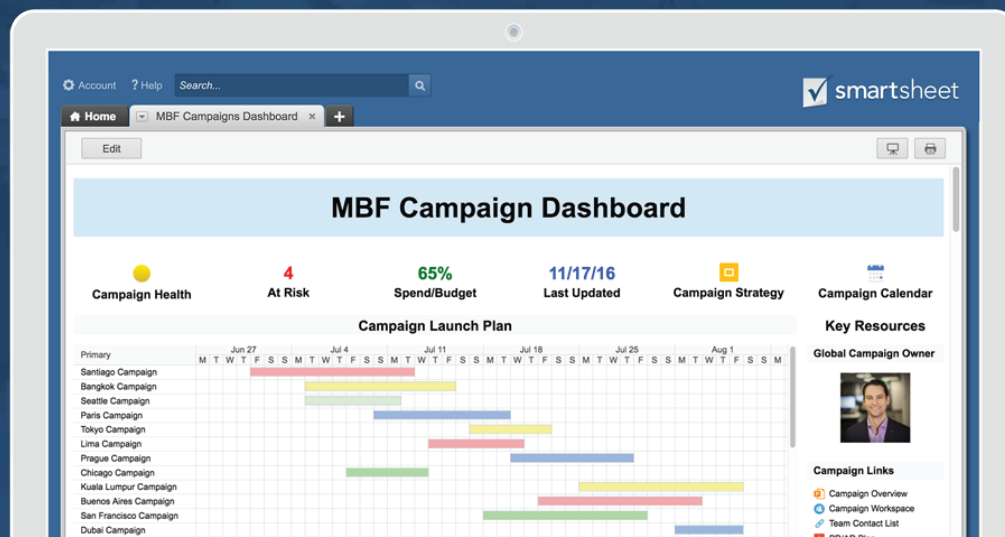 Account ? Help Search...
smartsheet
Home MBF Campaigns Dashboard × +
Edit
MBF Campaign Dashboard
4 65% 11/17/16
Campaign Health At Risk Spend/Budget Last Updated Campaign Strategy Campaign Calendar
Campaign Launch Plan
Key Resources
Primary
Jun 27 Jul 4 Jul 11 Jul 18 Jul 25 Aug 1
M T W T F S S M T W T F S S M T W T F S S M T W T F S S M T W T F S S M T W T F S S M
Global Campaign Owner
Santiago Campaign
Bangkok Campaign
Seattle Campaign
Paris Campaign
Tokyo Campaign
Lima Campaign
Prague Campaign
Chicago Campaign
Kuala Lumpur Campaign
Buenos Aires Campaign
San Francisco Campaign
Dubai Campaign
Campaign Links
Campaign Overview
Campaign Workspace
Team Contact List